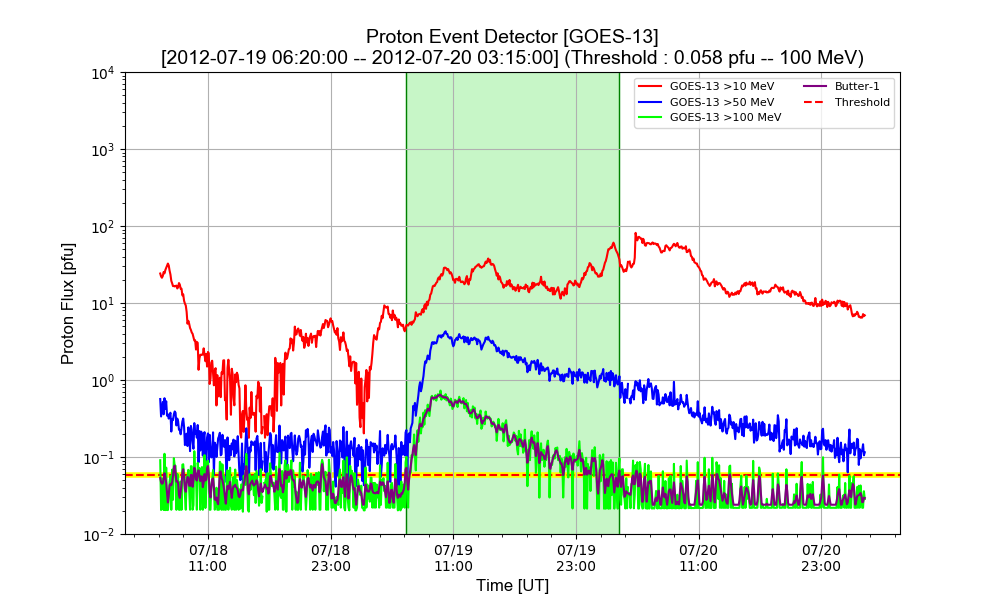 Proton Event Detector [GOES-13]
[2012-07-19 06:20:00 -- 2012-07-20 03:15:00] (Threshold : 0.058 pfu -- 100 MeV)
GOES-13 >10 MeV
GOES-13 >50 MeV
GOES-13 >100 MeV
Butter-1
Threshold
Proton Flux [pfu]
10^4
10^3
10^2
10^1
10^0
10^-1
10^-2
07/18 07/18 07/19 07/19 07/20 07/20
11:00 23:00 11:00 23:00 11:00 23:00
Time [UT]